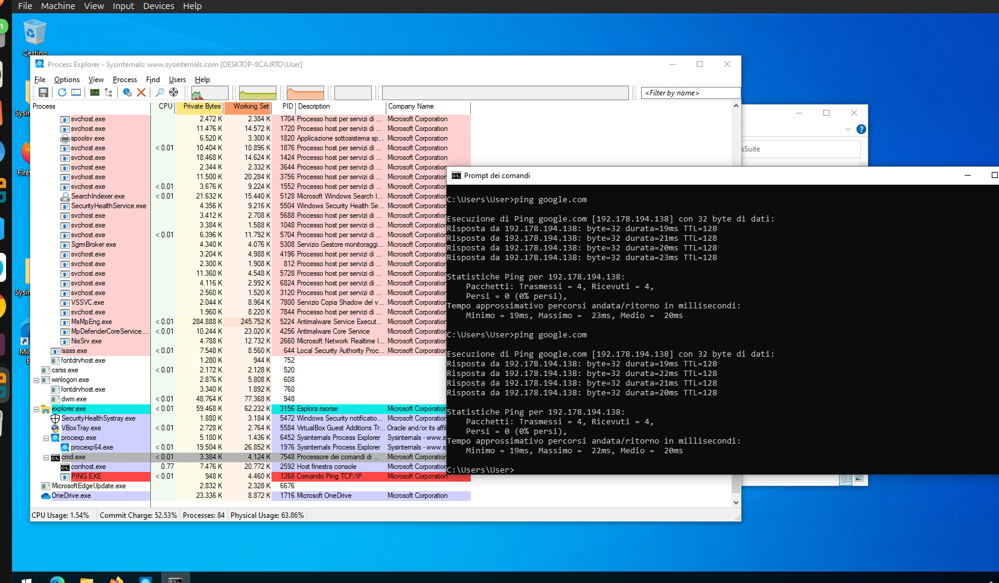 File Machine View Input Devices Help
1
Cestino
Process Explorer - Sysinternals: www.sysinternals.com [DESKTOP-8CAJRTO\User]
File Options View Process Find Users Help
<Filter by name>
Process CPU Private Bytes Working Set PID Description Company Name
svchost.exe 2.472 K 2.384 K 1704 Processo host per servizi di ... Microsoft Corporation
svchost.exe 11.476 K 14.572 K 1720 Processo host per servizi di ... Microsoft Corporation
spoolsv.exe 6.520 K 3.300 K 1820 Applicazione sottosistema sp... Microsoft Corporation
svchost.exe < 0.01 10.404 K 10.896 K 1876 Processo host per servizi di ... Microsoft Corporation
svchost.exe 18.468 K 14.624 K 1424 Processo host per servizi di ... Microsoft Corporation
svchost.exe 2.344 K 2.332 K 3644 Processo host per servizi di ... Microsoft Corporation
svchost.exe 11.500 K 20.284 K 3756 Processo host per servizi di ... Microsoft Corporation
svchost.exe < 0.01 3.676 K 9.224 K 1552 Processo host per servizi di ... Microsoft Corporation
SearchIndexer.exe < 0.01 21.632 K 15.440 K 5128 Microsoft Windows Search I... Microsoft Corporation
SecurityHealthService.exe 4.356 K 9.216 K 5504 Windows Security Health Se... Microsoft Corporation
svchost.exe 3.412 K 2.708 K 5688 Processo host per servizi di ... Microsoft Corporation
svchost.exe 3.384 K 1.588 K 1048 Processo host per servizi di ... Microsoft Corporation
svchost.exe < 0.01 6.396 K 11.792 K 5704 Processo host per servizi di ... Microsoft Corporation
SgrmBroker.exe 4.340 K 4.076 K 5308 Servizio Gestore monitoraggi... Microsoft Corporation
svchost.exe 3.204 K 4.988 K 4196 Processo host per servizi di ... Microsoft Corporation
svchost.exe 2.300 K 1.908 K 812 Processo host per servizi di ... Microsoft Corporation
svchost.exe 11.360 K 4.548 K 5728 Processo host per servizi di ... Microsoft Corporation
svchost.exe 4.116 K 2.992 K 6824 Processo host per servizi di ... Microsoft Corporation
svchost.exe 2.560 K 1.520 K 3120 Processo host per servizi di ... Microsoft Corporation
VSSVC.exe 2.044 K 8.964 K 7800 Servizio Copia Shadow del v... Microsoft Corporation
svchost.exe 1.960 K 8.220 K 7844 Processo host per servizi di ... Microsoft Corporation
MsMpEng.exe < 0.01 284.888 K 245.752 K 5224 Antimalware Service Execut... Microsoft Corporation
MpDefenderCoreService.... < 0.01 10.244 K 23.020 K 4256 Antimalware Core Service Microsoft Corporation
NisSrv.exe 4.788 K 12.732 K 2660 Microsoft Network Realtime I... Microsoft Corporation
lsass.exe < 0.01 7.548 K 8.560 K 644 Local Security Authority Proc... Microsoft Corporation
fontdrvhost.exe 1.280 K 944 K 752
csrss.exe < 0.01 2.172 K 2.128 K 520
winlogon.exe 2.876 K 5.808 K 608
fontdrvhost.exe 3.340 K 1.892 K 760
dwm.exe < 0.01 48.764 K 77.368 K 948
explorer.exe < 0.01 59.468 K 62.232 K 3156 Esplora risorse Microsoft Corporation
SecurityHealthSystray.exe 1.880 K 3.184 K 5472 Windows Security notificatio... Microsoft Corporation
VBoxTray.exe < 0.01 2.728 K 2.764 K 5584 VirtualBox Guest Additions Tr... Oracle and/or its affil
procexp.exe 5.180 K 1.436 K 6452 Sysinternals Process Explorer Sysinternals - www.s
procexp64.exe < 0.01 19.504 K 26.852 K 1976 Sysinternals Process Explorer Sysinternals - www.s
cmd.exe < 0.01 3.384 K 4.124 K 7548 Processore dei comandi di ... Microsoft Corporation
conhost.exe 0.77 7.476 K 20.772 K 2592 Host finestra console Microsoft Corporation
PING.EXE < 0.01 948 K 4.460 K 1268 Comando Ping TCP/IP Microsoft Corporation
MicrosoftEdgeUpdate.exe 2.832 K 2.328 K 6676
OneDrive.exe 23.336 K 8.872 K 1716 Microsoft OneDrive Microsoft Corporation
CPU Usage: 1.54% Commit Charge: 52.53% Processes: 84 Physical Usage: 63.86%
sSuite
Prompt dei comandi
C:\Users\User>ping google.com
Esecuzione di Ping google.com [192.178.194.138] con 32 byte di dati:
Risposta da 192.178.194.138: byte=32 durata=19ms TTL=128
Risposta da 192.178.194.138: byte=32 durata=21ms TTL=128
Risposta da 192.178.194.138: byte=32 durata=20ms TTL=128
Risposta da 192.178.194.138: byte=32 durata=23ms TTL=128
Statistiche Ping per 192.178.194.138:
Pacchetti: Trasmessi = 4, Ricevuti = 4,
Persi = 0 (0% persi),
Tempo approssimativo percorsi andata/ritorno in millisecondi:
Minimo = 19ms, Massimo =  23ms, Medio =  20ms
C:\Users\User>ping google.com
Esecuzione di Ping google.com [192.178.194.138] con 32 byte di dati:
Risposta da 192.178.194.138: byte=32 durata=19ms TTL=128
Risposta da 192.178.194.138: byte=32 durata=22ms TTL=128
Risposta da 192.178.194.138: byte=32 durata=21ms TTL=128
Risposta da 192.178.194.138: byte=32 durata=20ms TTL=128
Statistiche Ping per 192.178.194.138:
Pacchetti: Trasmessi = 4, Ricevuti = 4,
Persi = 0 (0% persi),
Tempo approssimativo percorsi andata/ritorno in millisecondi:
Minimo = 19ms, Massimo =  22ms, Medio =  20ms
C:\Users\User>
Sysin
Firef
Sysin
Mic
E